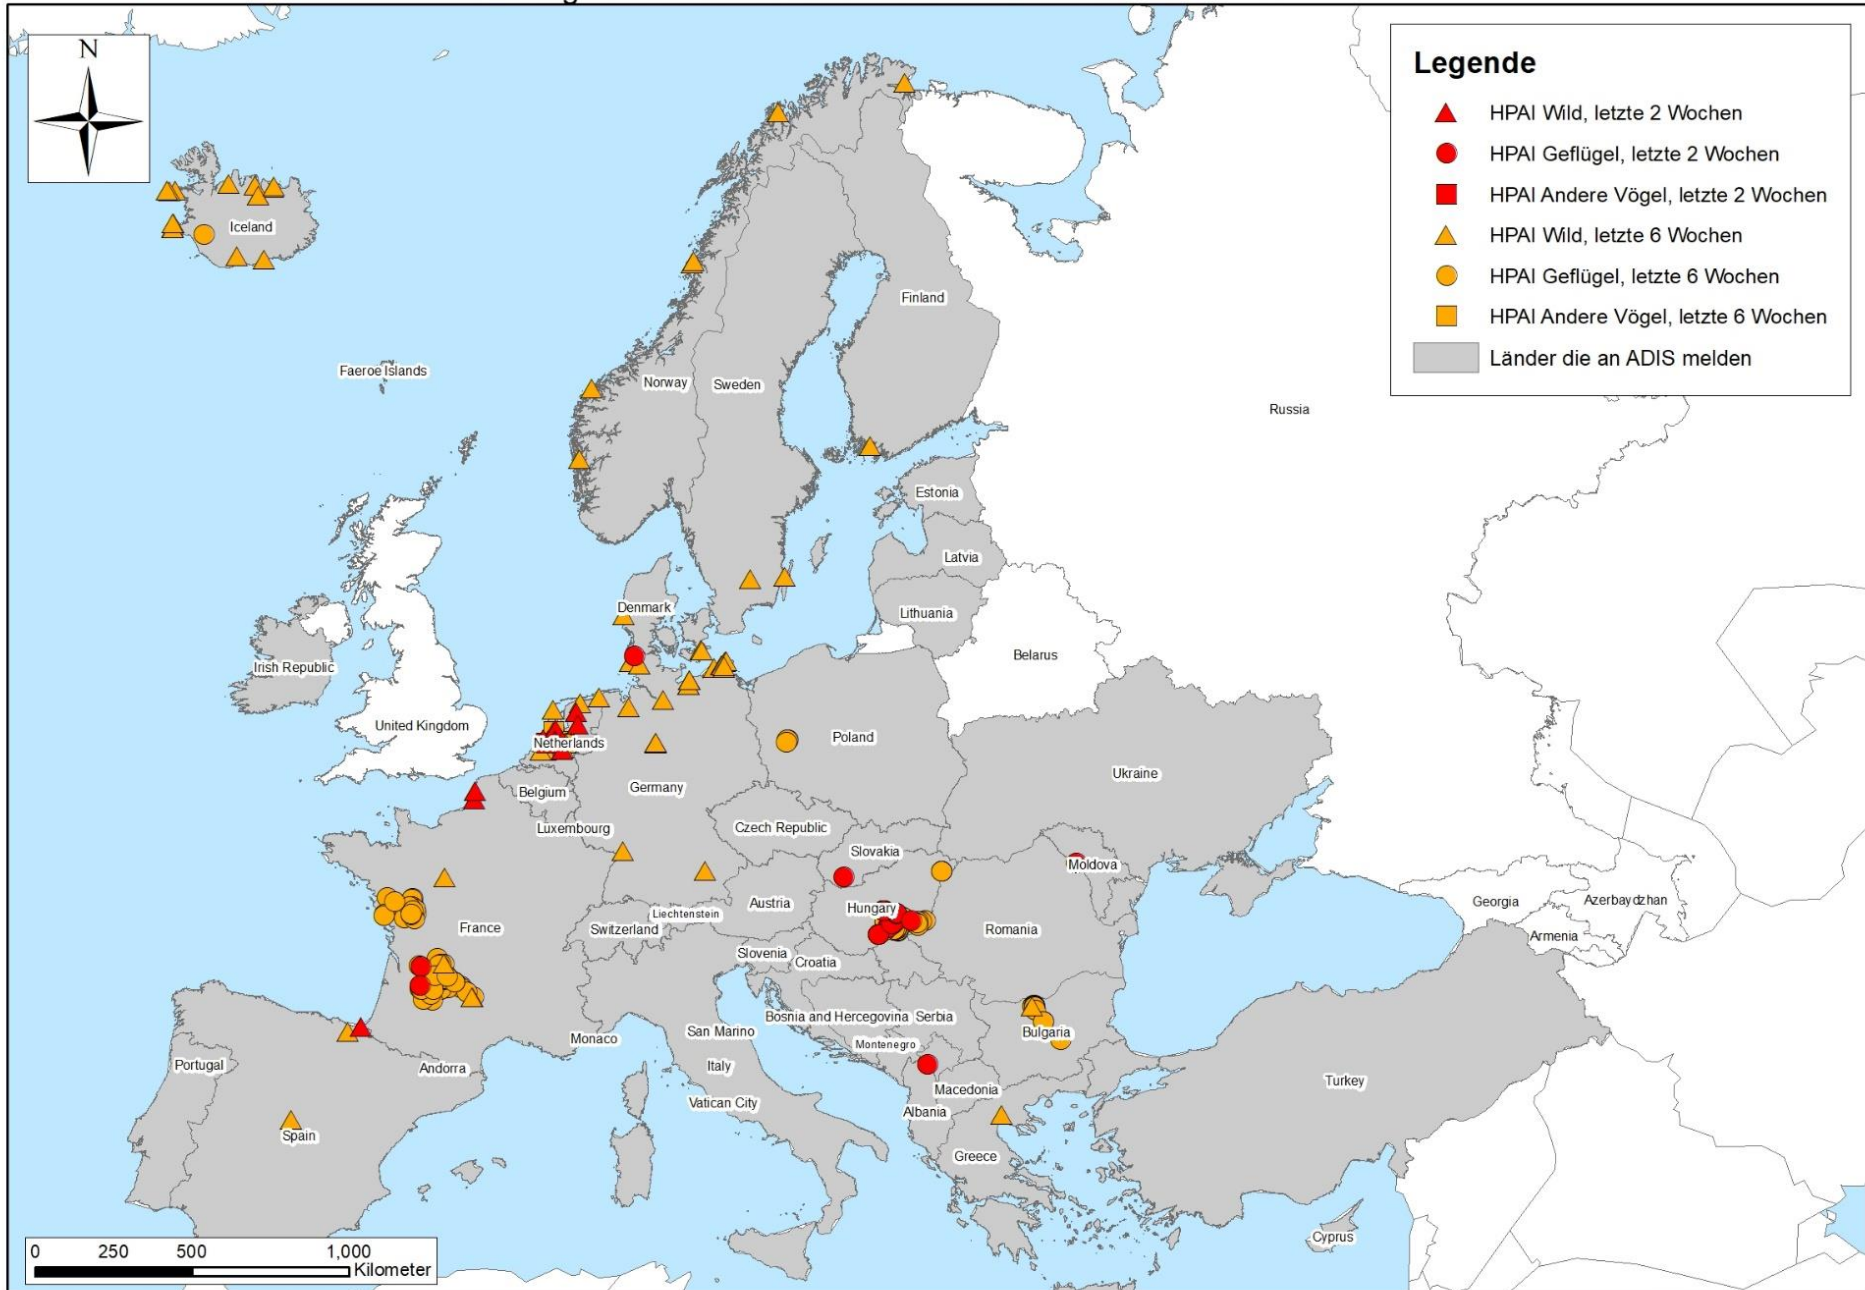 g
N
Legende
HPAI Wild, letzte 2 Wochen
HPAI Geflügel, letzte 2 Wochen
HPAI Andere Vögel, letzte 2 Wochen
HPAI Wild, letzte 6 Wochen
HPAI Geflügel, letzte 6 Wochen
HPAI Andere Vögel, letzte 6 Wochen
Länder die an ADIS melden
Iceland
Finland
Faeroe Islands
Norway
Sweden
Russia
Estonia
Latvia
Denmark
Lithuania
Irish Republic
Belarus
United Kingdom
Netherlands
Poland
Ukraine
Belgium
Germany
Luxembourg
Czech Republic
Slovakia
Moldova
Austria
Hungary
Liechtenstein
Georgia
Azerbaydzhan
France
Switzerland
Romania
Armenia
Slovenia
Croatia
Bosnia and Hercegovina
Serbia
Monaco
San Marino
Bulgaria
Montenegro
Portugal
Andorra
Italy
Macedonia
Turkey
Vatican City
Albania
Spain
Greece
Cyprus
0 250 500 1,000
Kilometer